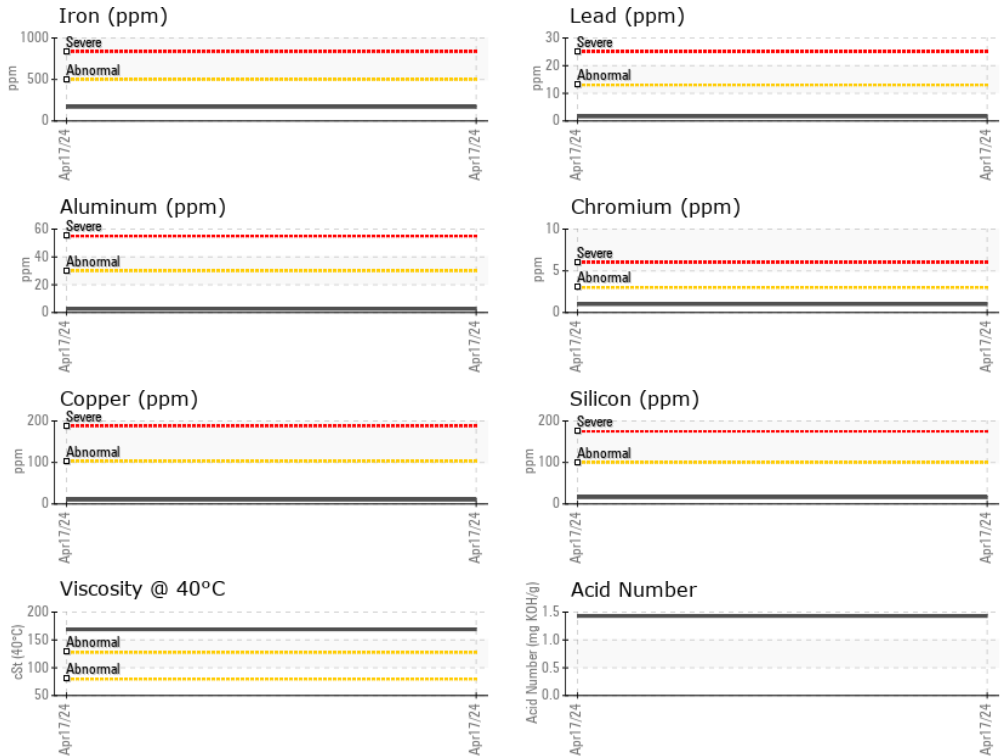 Iron (ppm)
1000
500
0
ppm
Severe
Abnormal
Apr17/24
Apr17/24
Lead (ppm)
30
20
10
0
ppm
Severe
Abnormal
Apr17/24
Apr17/24
Aluminum (ppm)
60
40
20
0
ppm
Severe
Abnormal
Apr17/24
Apr17/24
Chromium (ppm)
10
5
0
ppm
Severe
Abnormal
Apr17/24
Apr17/24
Copper (ppm)
200
100
0
ppm
Severe
Abnormal
Apr17/24
Apr17/24
Silicon (ppm)
200
100
0
ppm
Severe
Abnormal
Apr17/24
Apr17/24
Viscosity @ 40°C
200
150
100
50
cSt (40°C)
Abnormal
Abnormal
Apr17/24
Apr17/24
Acid Number
1.5
1.0
0.5
0.0
Acid Number (mg KOH/g)
Apr17/24
Apr17/24